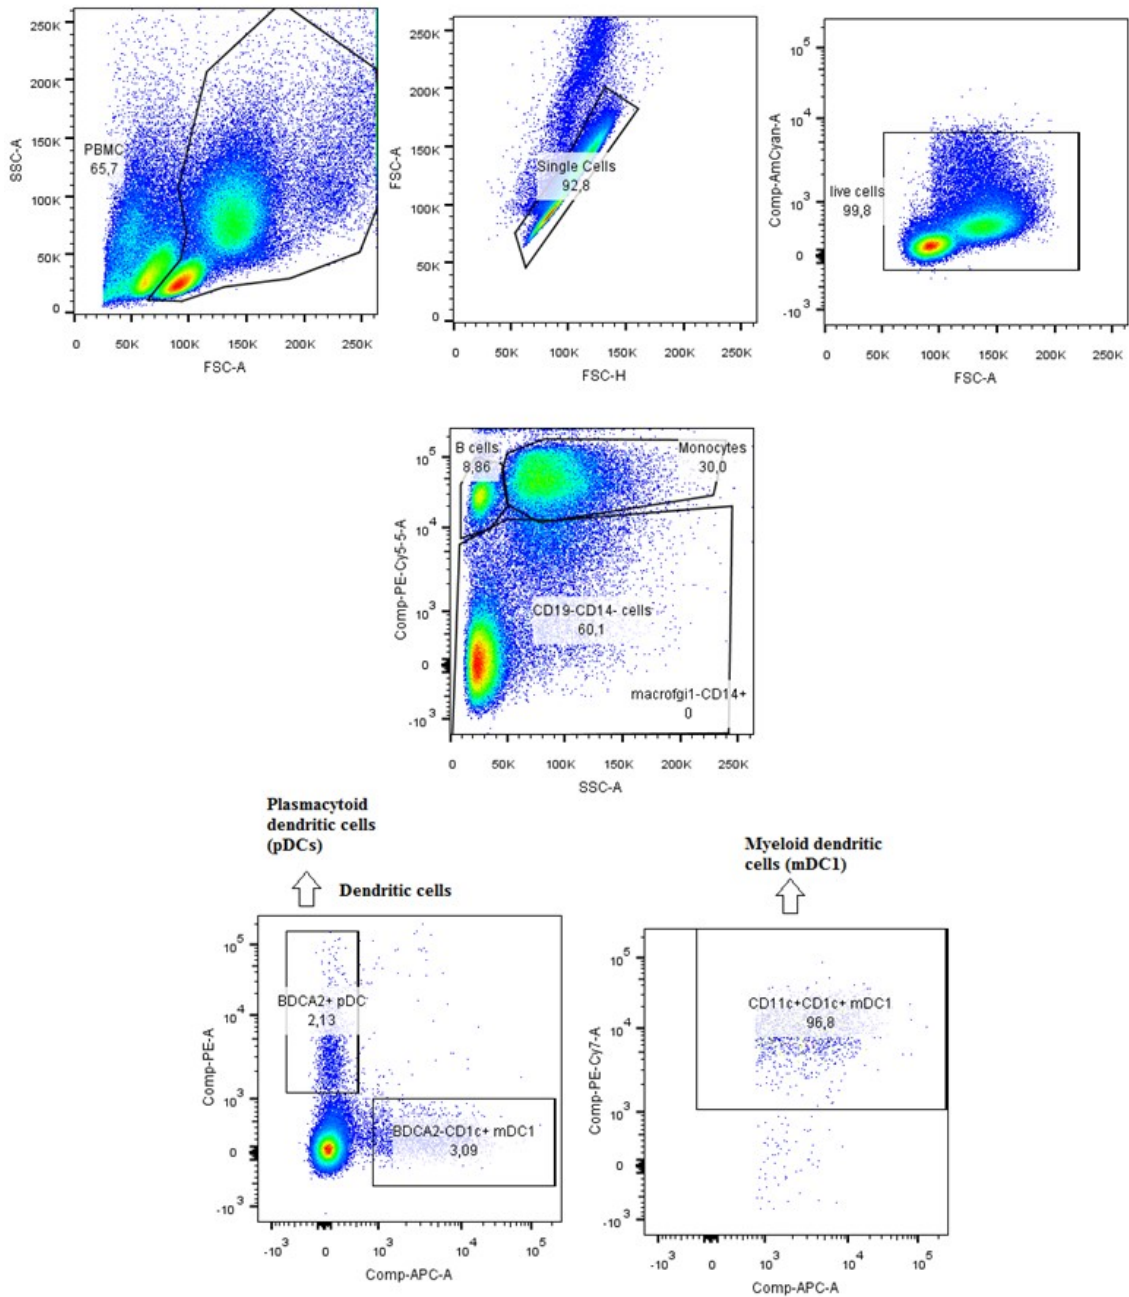 250K
200K
150K
100K
50K
0
SSC-A
PBMC
65,7
0 50K 100K 150K 200K 250K
FSC-A
250K
200K
150K
100K
50K
0
FSC-A
Single Cells
92,8
0 50K 100K 150K 200K 250K
FSC-H
10 5
10 4
10 3
0
-10 3
Comp-AmCyan-A
live cells
99,8
0 50K 100K 150K 200K 250K
FSC-A
10 5
10 4
10 3
0
-10 3
Comp-PE-Cy5-5-A
B cells
8,86
Monocytes
30,0
CD19-CD14- cells
60,1
macrofgi1-CD14+
0
0 50K 100K 150K 200K 250K
SSC-A
Plasmacytoid
dendritic cells
(pDCs)
Dendritic cells
Myeloid dendritic
cells (mDC1)
10 5
10 4
10 3
0
-10 3
Comp-PE-A
BDCA2+ pDC
2,13
BDCA2-CD1c+ mDC1
3,09
-10 3 0 10 3 10 4 10 5
Comp-APC-A
10 5
10 4
10 3
0
-10 3
Comp-PE-Cy7-A
CD11c+CD1c+ mDC1
96,8
-10 3 0 10 3 10 4 10 5
Comp-APC-A